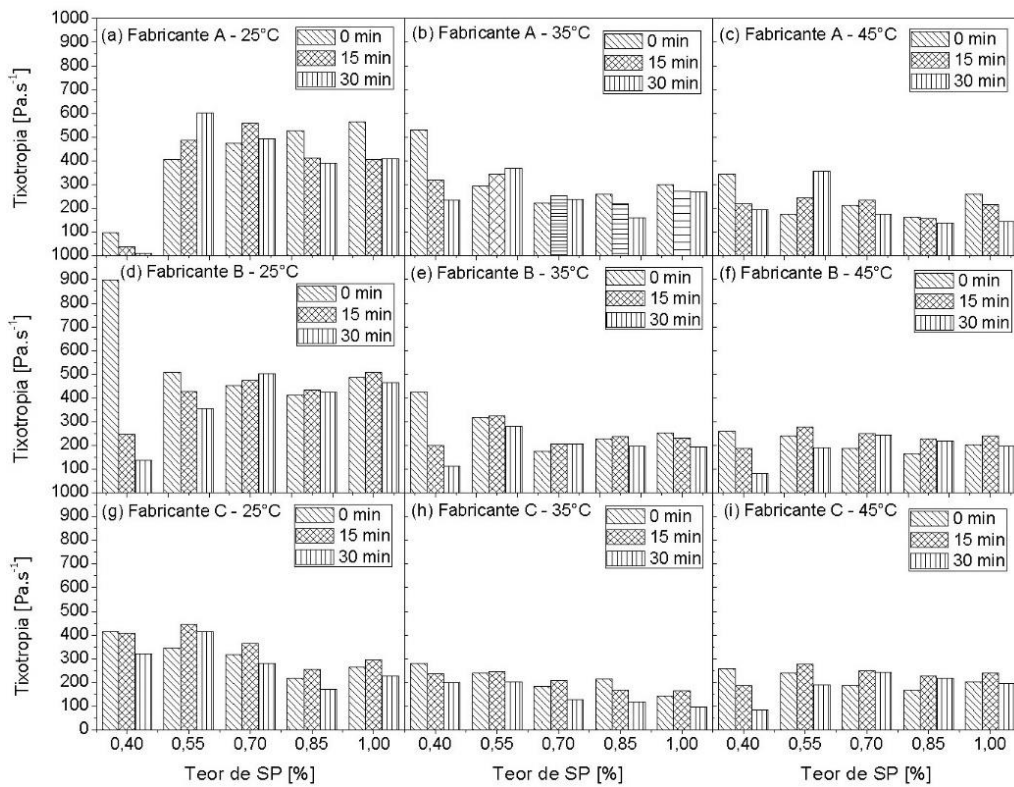 1000
900
800
700
600
500
400
300
200
1000
Tixotropia [Pa.s⁻¹]
(a) Fabricante A - 25°C
0 min
15 min
30 min
(b) Fabricante A - 35°C
0 min
15 min
30 min
(c) Fabricante A - 45°C
0 min
15 min
30 min
900
800
700
600
500
400
300
200
1000
Tixotropia [Pa.s⁻¹]
(d) Fabricante B - 25°C
0 min
15 min
30 min
(e) Fabricante B - 35°C
0 min
15 min
30 min
(f) Fabricante B - 45°C
0 min
15 min
30 min
900
800
700
600
500
400
300
200
100
0
Tixotropia [Pa.s⁻¹]
(g) Fabricante C - 25°C
0 min
15 min
30 min
(h) Fabricante C - 35°C
0 min
15 min
30 min
(i) Fabricante C - 45°C
0 min
15 min
30 min
0,40 0,55 0,70 0,85 1,00
0,40 0,55 0,70 0,85 1,00
0,40 0,55 0,70 0,85 1,00
Teor de SP [%]
Teor de SP [%]
Teor de SP [%]